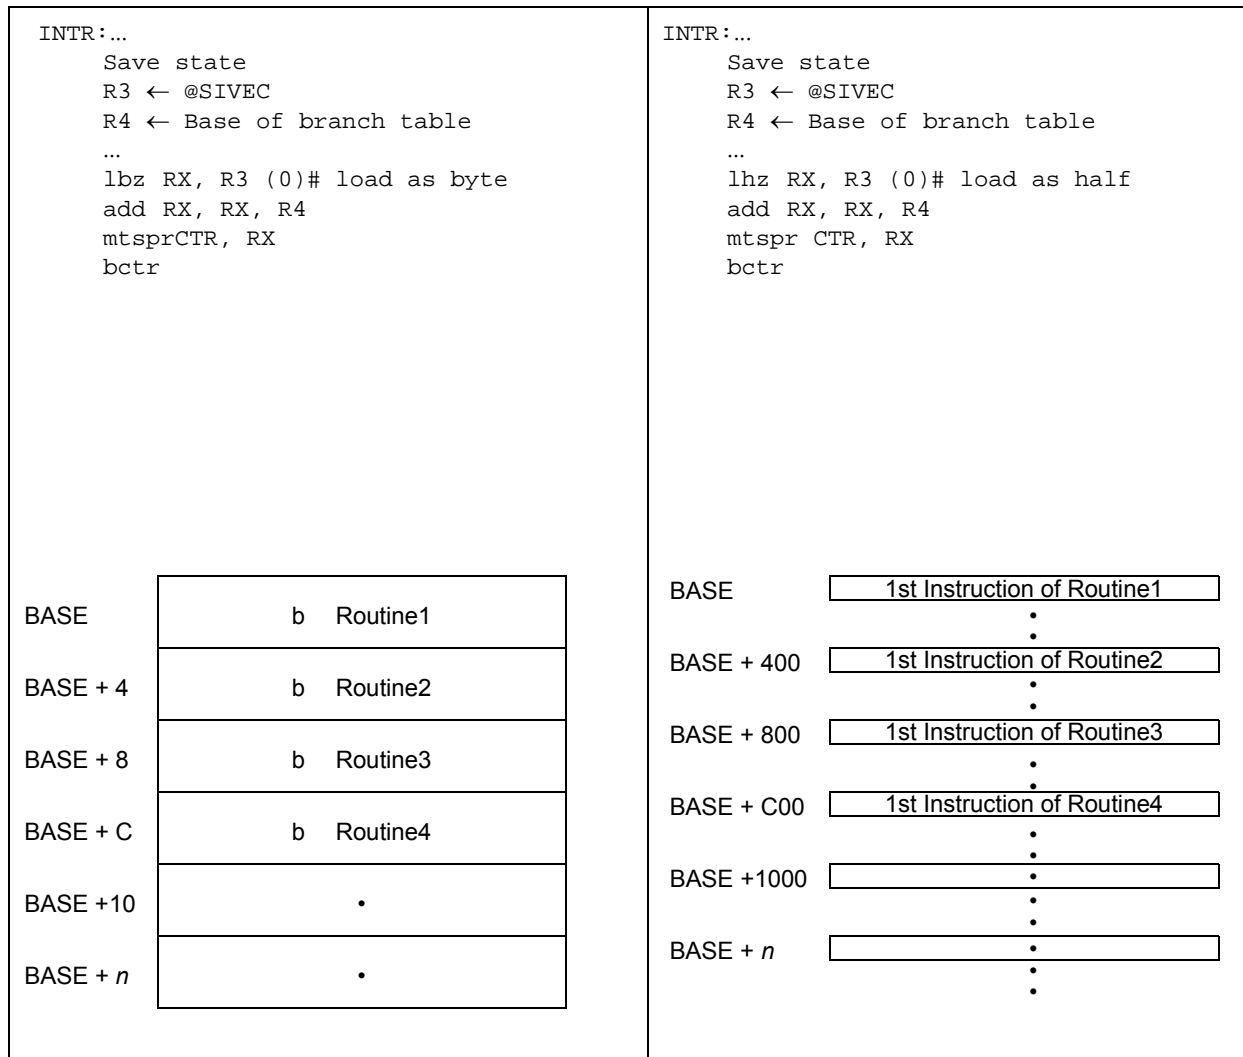 INTR:...
Save state
R3 ← @SIVEC
R4 ← Base of branch table
...
lbz RX, R3 (0)# load as byte
add RX, RX, R4
mtsprCTR, RX
bctr
BASE b Routine1
BASE + 4 b Routine2
BASE + 8 b Routine3
BASE + C b Routine4
BASE +10
BASE + n
INTR:...
Save state
R3 ← @SIVEC
R4 ← Base of branch table
...
lhz RX, R3 (0)# load as half
add RX, RX, R4
mtspr CTR, RX
bctr
BASE 1st Instruction of Routine1
BASE + 400 1st Instruction of Routine2
BASE + 800 1st Instruction of Routine3
BASE + C00 1st Instruction of Routine4
BASE +1000
BASE + n